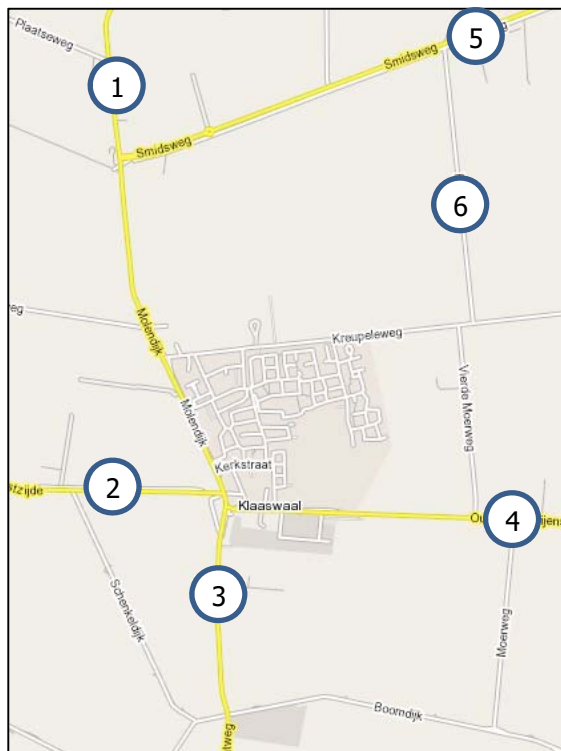 Plaatseweg
1
Smidsweg
Smidsweg
5
6
Molendijk
Kreupeleweg
Vierde Moerweg
Molendijk
Kerkstraat
2
Klaaswaal
4
3
Schenkeldijk
Moerweg
Boomdijk